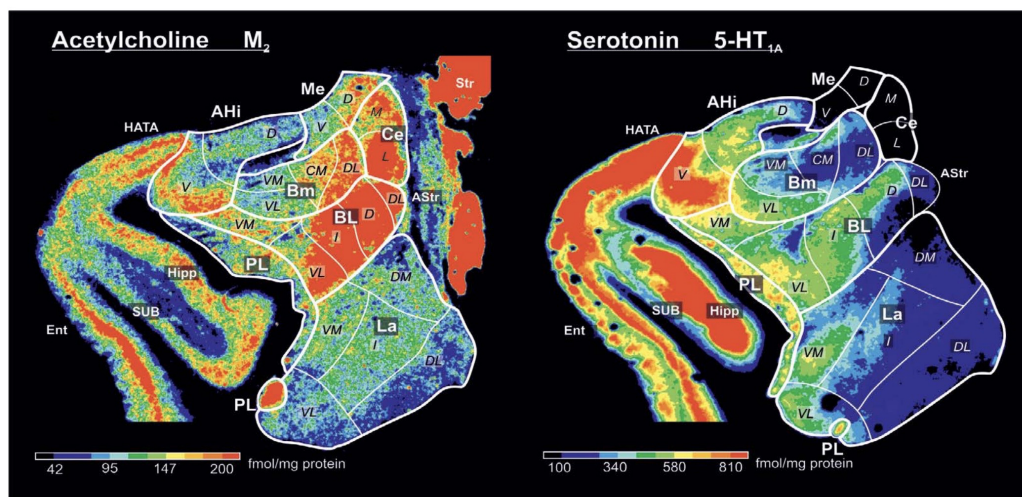 Acetylcholine M2
Str
Me
D
AHi
M
HATA
D
V
Ce
L
CM
DL
VM
V
Bm
DL
AStr
VL
D
VM
BL
I
VL
PL
DM
Hipp
SUB
La
Ent
VM
I
DL
PL
VL
42 95 147 200 fmol/mg protein
Serotonin 5-HT1A
Me
D
M
AHi
V
D
Ce
HATA
L
CM
DL
VM
V
Bm
AStr
DL
D
VL
VM
BL
I
DM
PL
VL
SUB
Hipp
La
Ent
I
VM
DL
VL
PL
100 340 580 810 fmol/mg protein